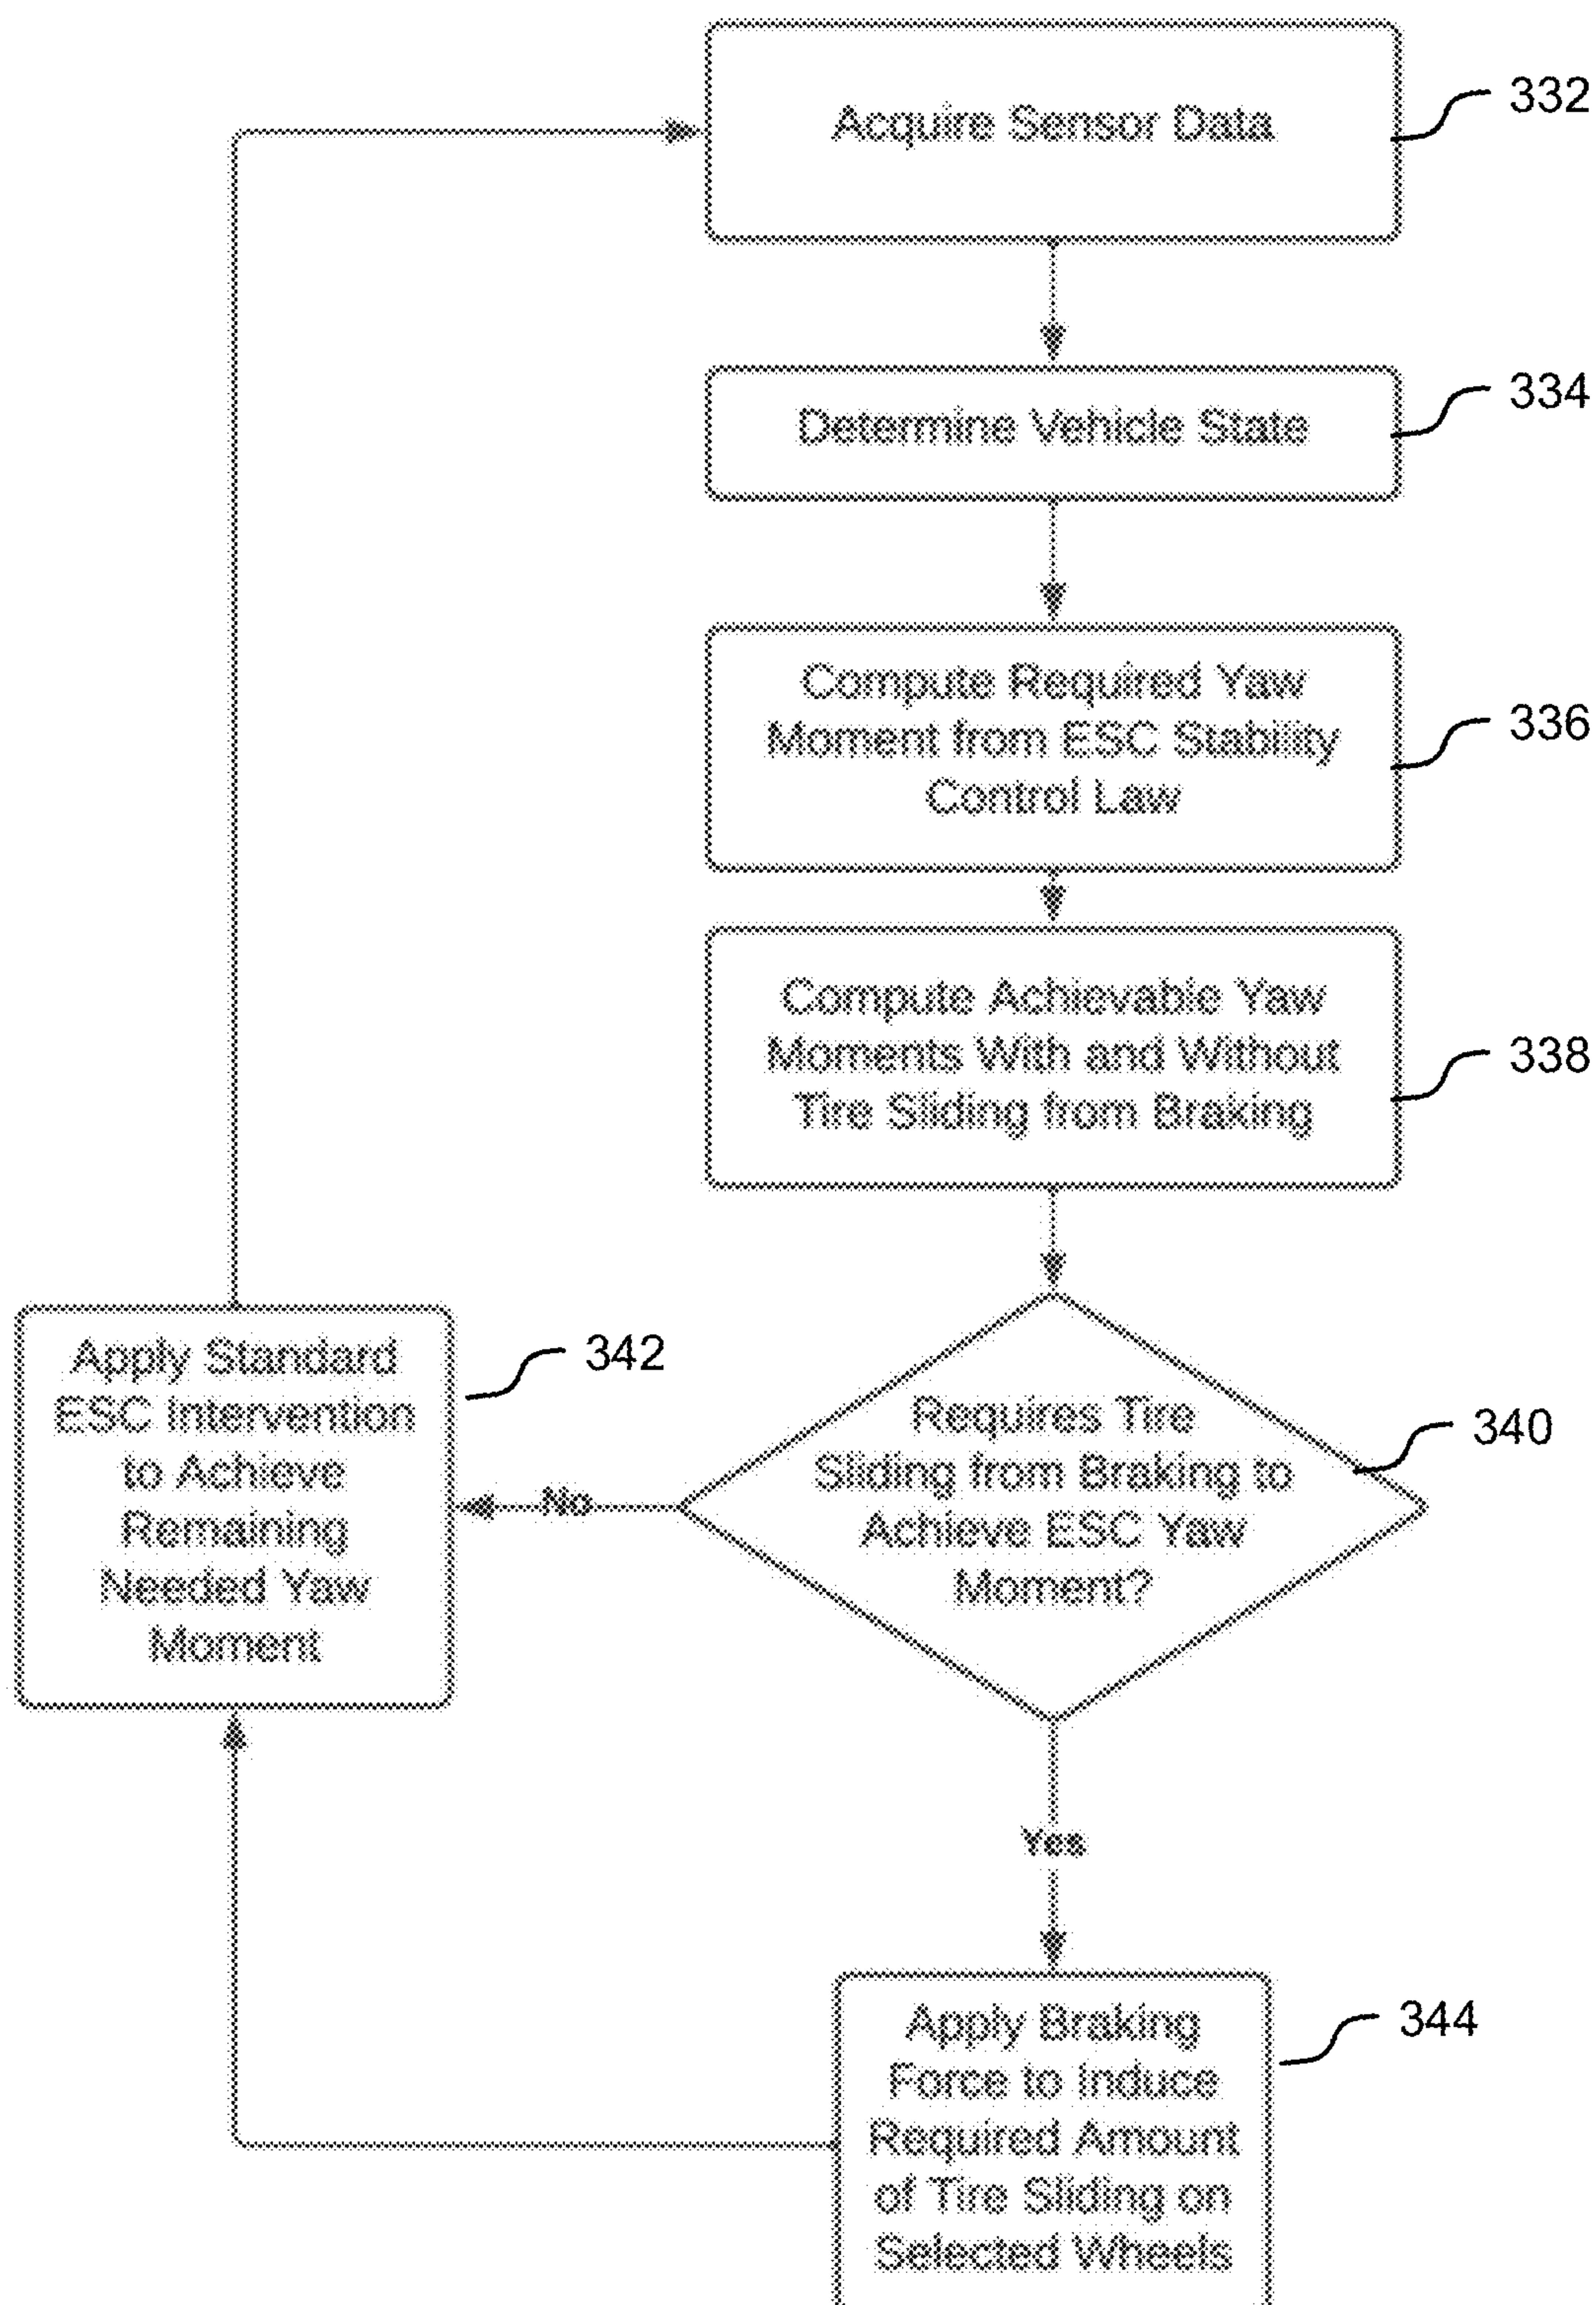 Acquire Sensor Data
332
Determine Vehicle State
334
Compute Required Yaw
Moment from ESC Stability
Control Law
336
Compute Achievable Yaw
Moments With and Without
Tire Sliding from Braking
338
Requires Tire
Sliding from Braking to
Achieve ESC Yaw
Moment?
340
No
Apply Standard
ESC Intervention
to Achieve
Remaining
Needed Yaw
Moment
342
Yes
Apply Braking
Force to Induce
Required Amount
of Tire Sliding on
Selected Wheels
344